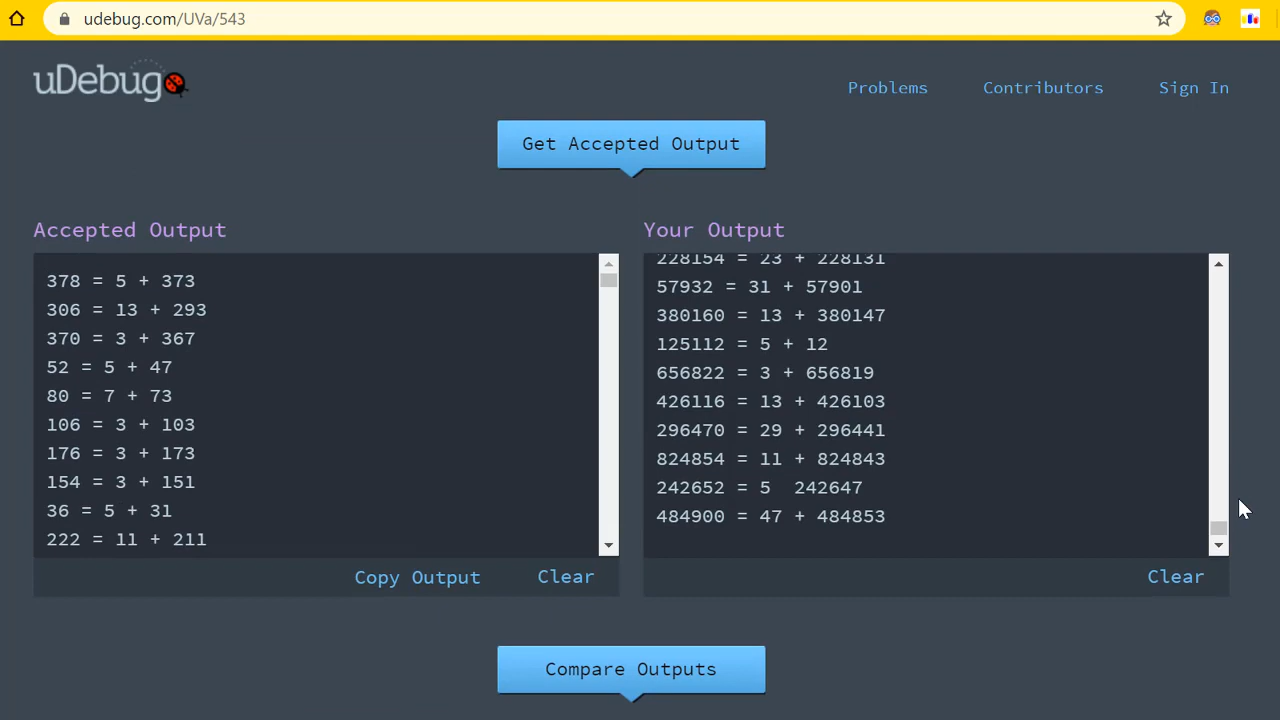 udebug.com/UVa/543
uDebug
Problems
Contributors
Sign In
Get Accepted Output
Accepted Output
378 = 5 + 373
306 = 13 + 293
370 = 3 + 367
52 = 5 + 47
80 = 7 + 73
106 = 3 + 103
176 = 3 + 173
154 = 3 + 151
36 = 5 + 31
222 = 11 + 211
Copy Output
Clear
Your Output
228154 = 23 + 228131
57932 = 31 + 57901
380160 = 13 + 380147
125112 = 5 + 12
656822 = 3 + 656819
426116 = 13 + 426103
296470 = 29 + 296441
824854 = 11 + 824843
242652 = 5  242647
484900 = 47 + 484853
Clear
Compare Outputs